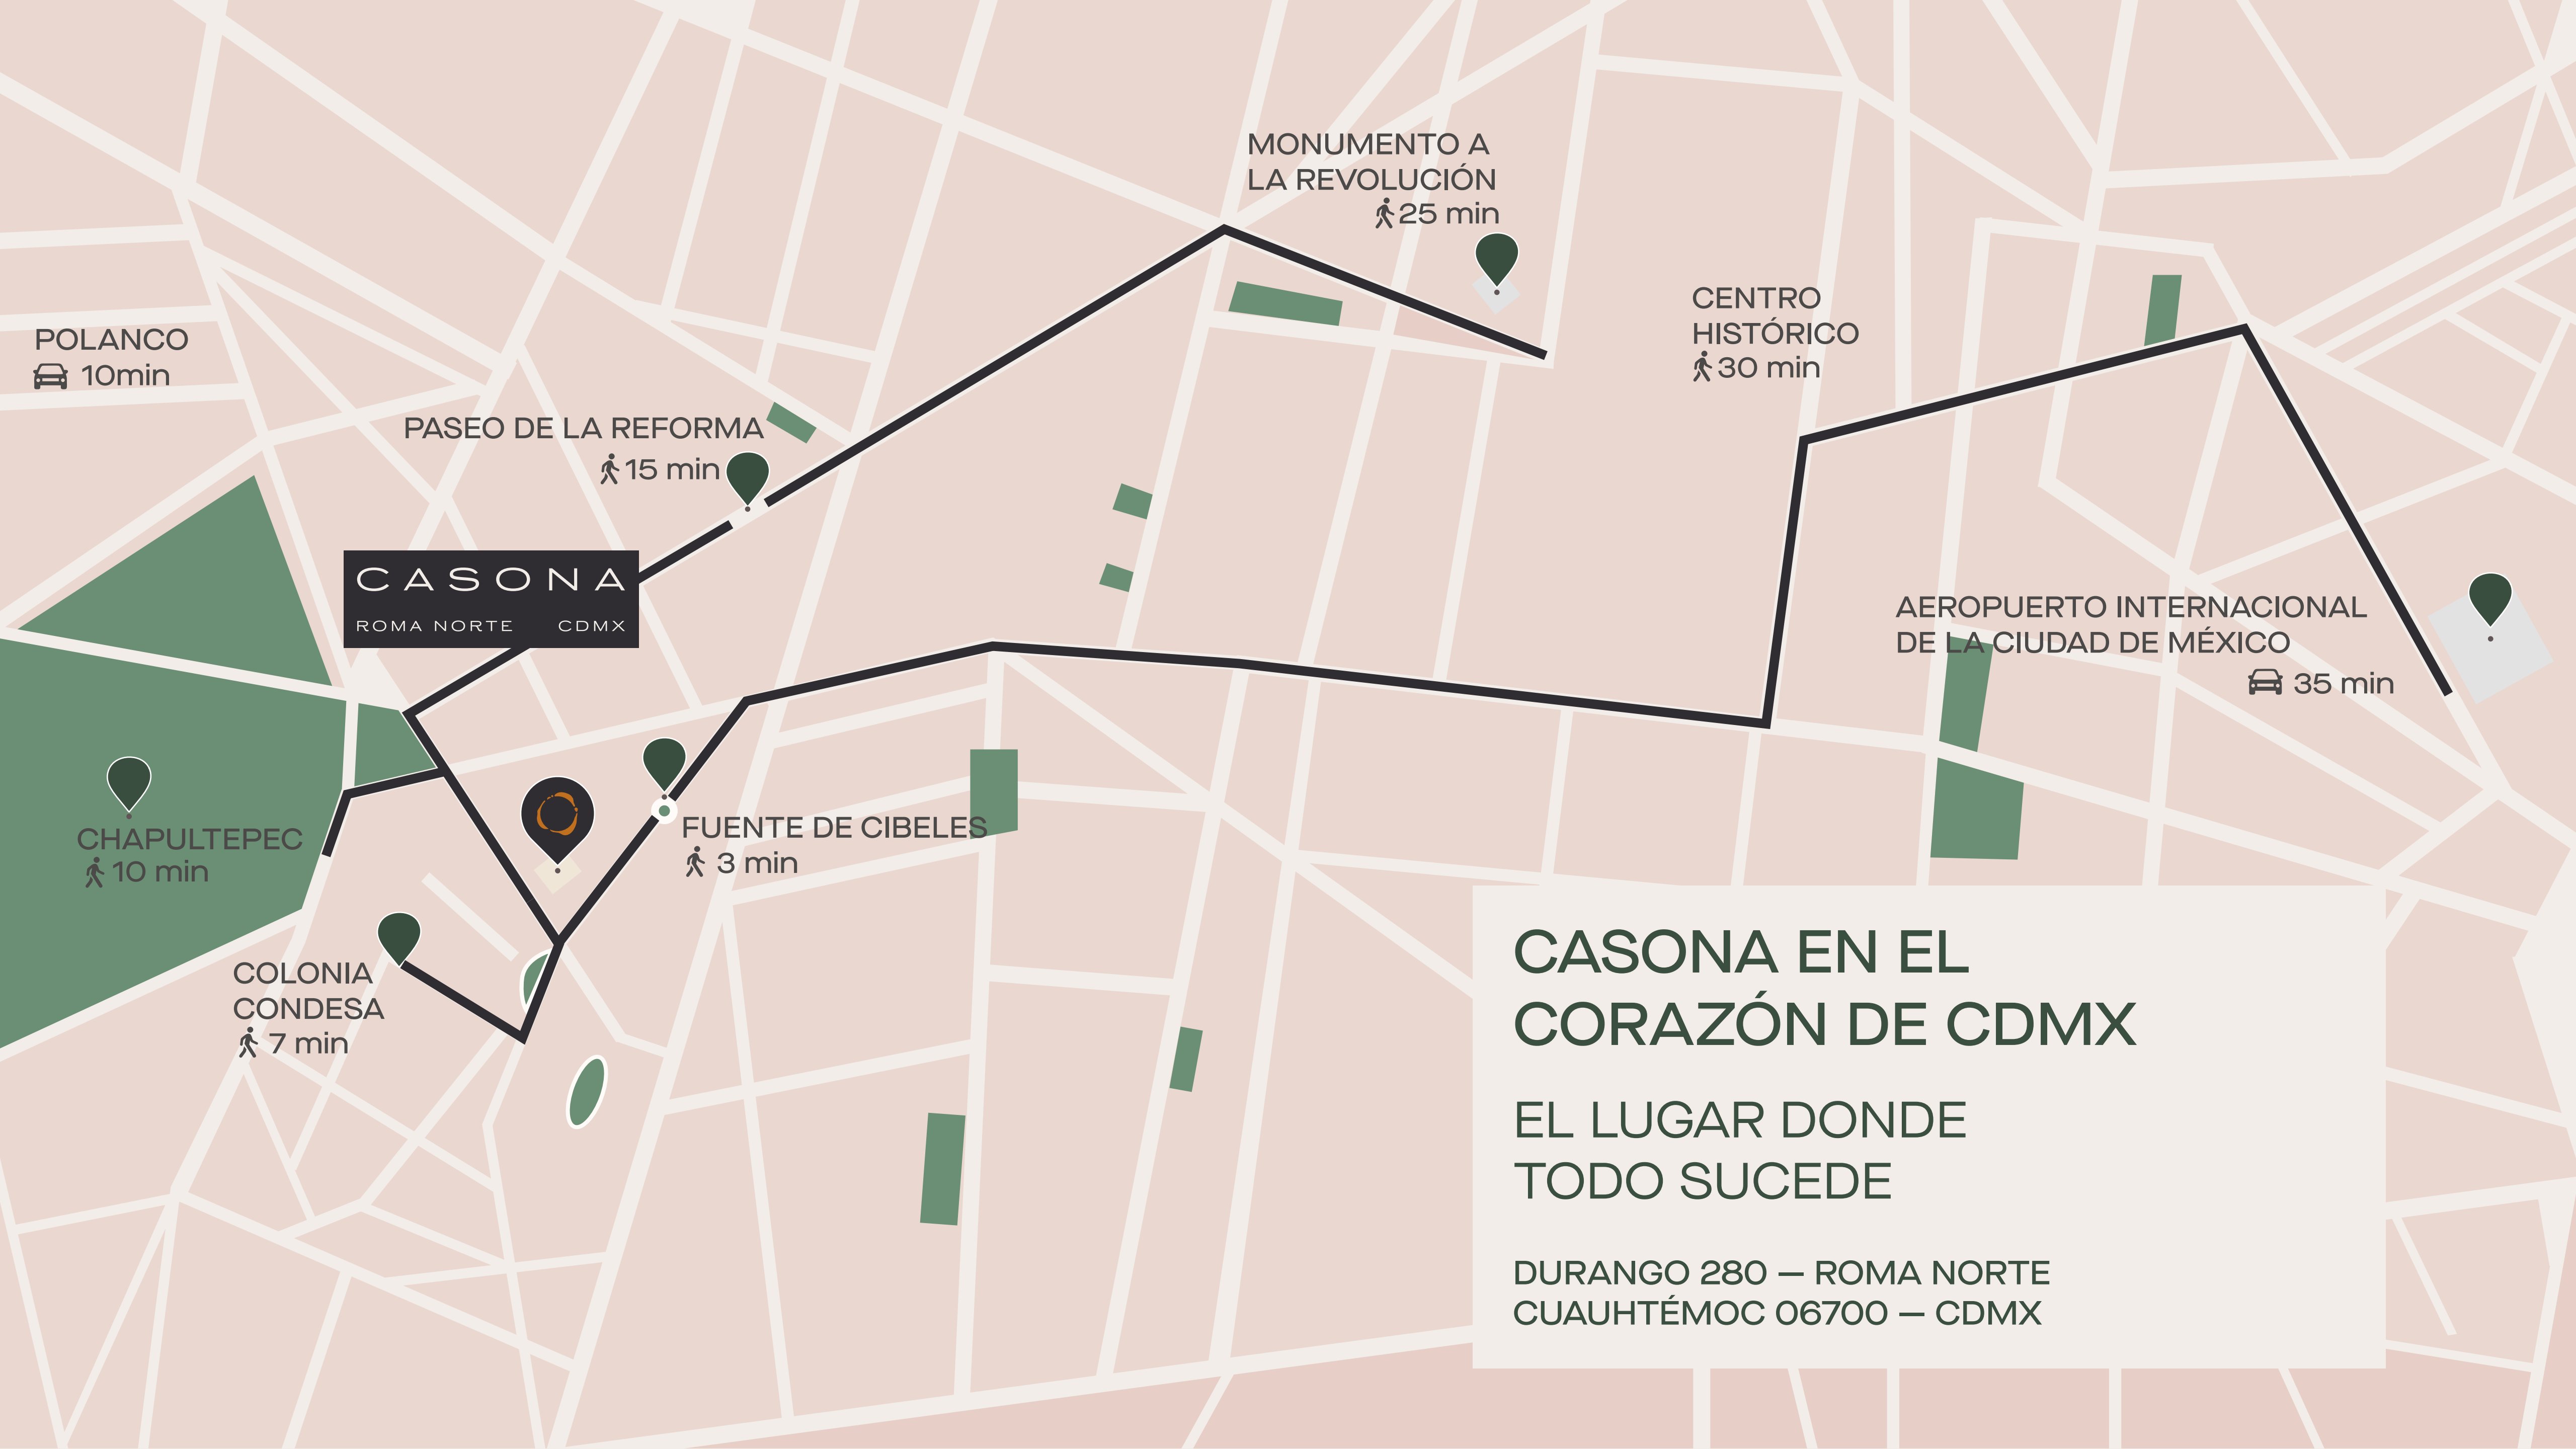 MONUMENTO A
LA REVOLUCIÓN
25 min
CENTRO
HISTÓRICO
30 min
POLANCO
10min
PASEO DE LA REFORMA
15 min
CASONA
ROMA NORTE CDMX
AEROPUERTO INTERNACIONAL
DE LA CIUDAD DE MÉXICO
35 min
CHAPULTEPEC
10 min
FUENTE DE CIBELES
3 min
COLONIA
CONDESA
7 min
CASONA EN EL
CORAZÓN DE CDMX
EL LUGAR DONDE
TODO SUCEDE
DURANGO 280 — ROMA NORTE
CUAUHTÉMOC 06700 — CDMX